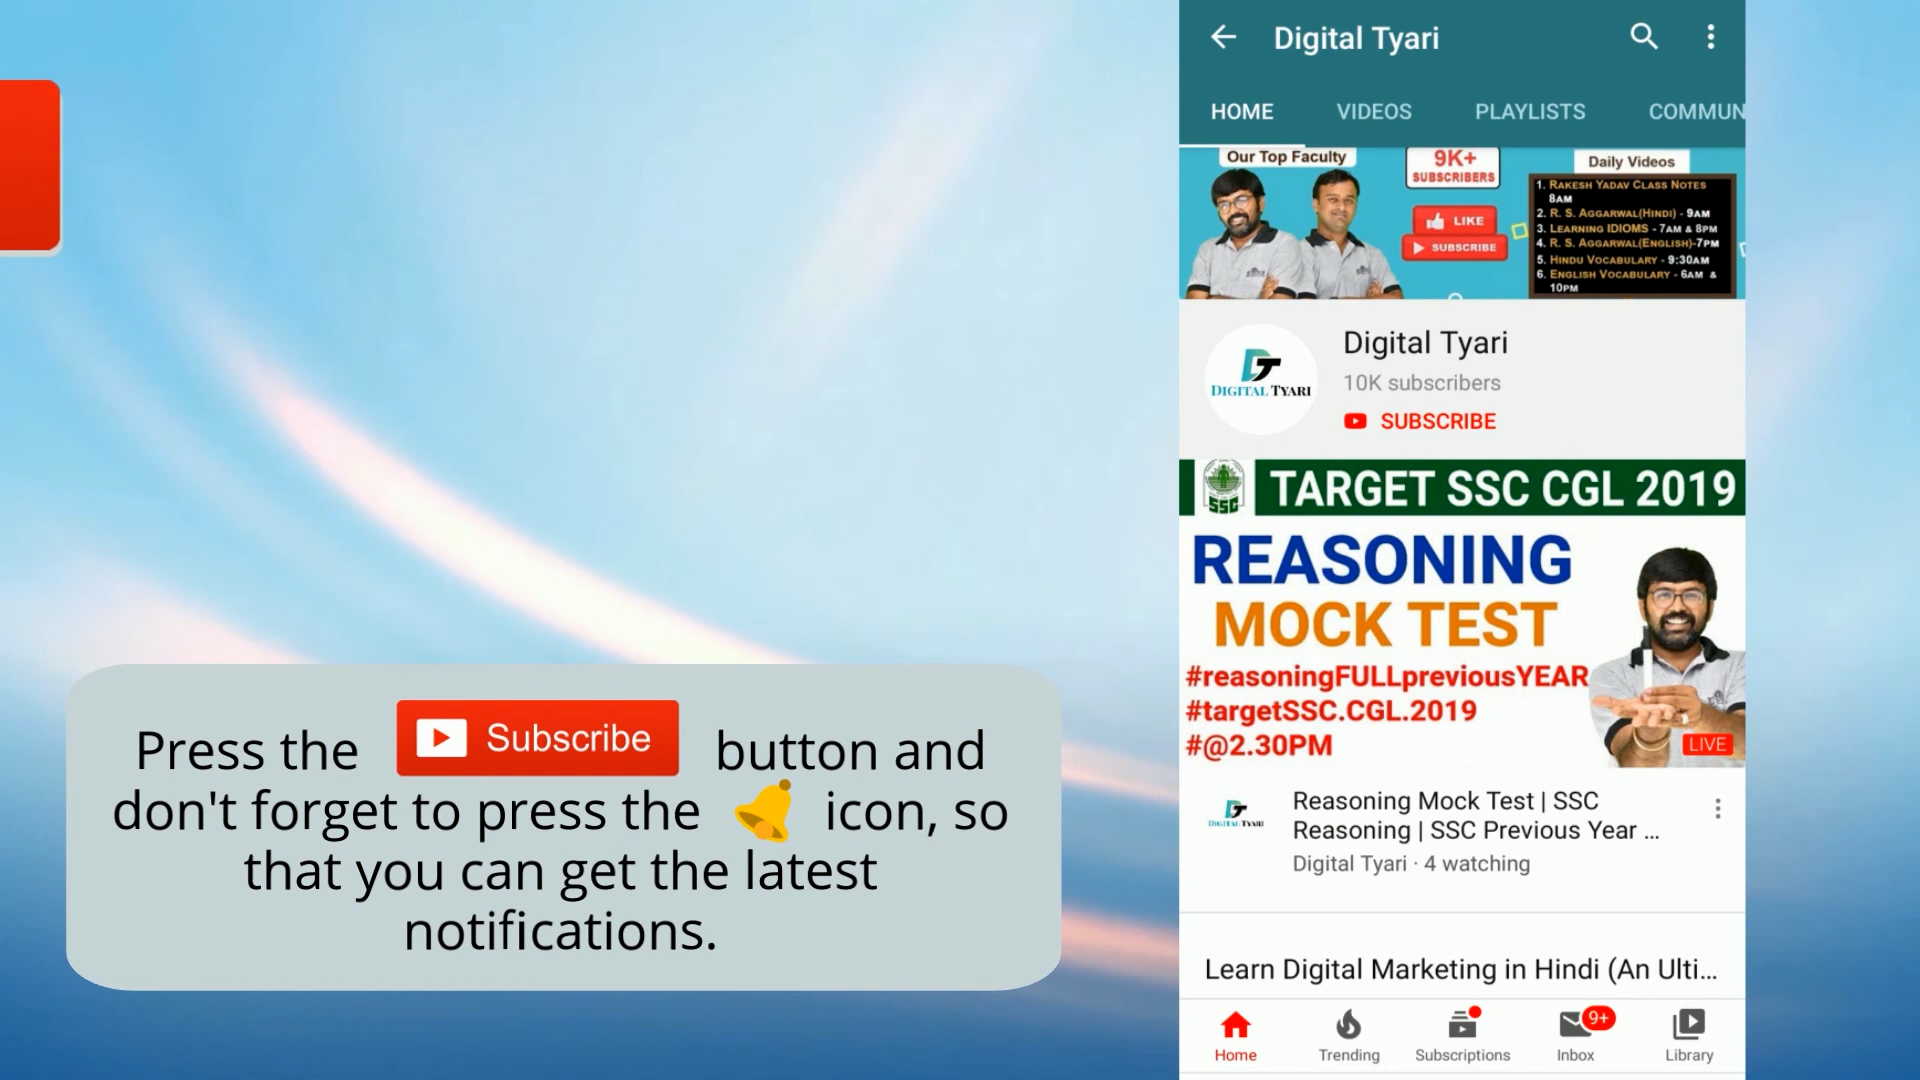 Press the Subscribe button and
don't forget to press the icon, so
that you can get the latest
notifications.
Digital Tyari
HOME VIDEOS PLAYLISTS COMMUN
Our Top Faculty
9K+
SUBSCRIBERS
LIKE
SUBSCRIBE
Daily Videos
1. RAKESH YADAV CLASS NOTES
8AM
2. R. S. AGGARWAL(HINDI) - 9AM
3. LEARNING IDIOMS - 7AM & 8PM
4. R. S. AGGARWAL(ENGLISH)-7PM
5. HINDU VOCABULARY - 9:30AM
6. ENGLISH VOCABULARY - 6AM &
10PM
DIGITAL TYARI
Digital Tyari
10K subscribers
SUBSCRIBE
SSC
TARGET SSC CGL 2019
REASONING
MOCK TEST
#reasoningFULLpreviousYEAR
#targetSSC.CGL.2019
#@2.30PM
LIVE
DIGITAL TYARI
Reasoning Mock Test | SSC
Reasoning | SSC Previous Year ...
Digital Tyari · 4 watching
Learn Digital Marketing in Hindi (An Ulti...
9+
Home Trending Subscriptions Inbox Library